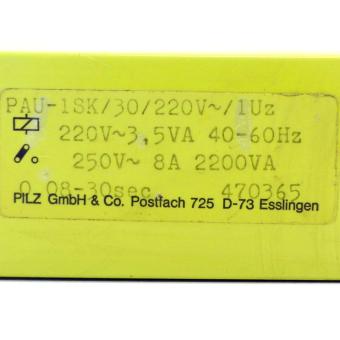 PAU-1SK/30/220V~/1Uz
220V~3,5VA 40-60Hz
250V~ 8A 2200VA
0,08-30sec. 470365
PILZ GmbH & Co. Postfach 725 D-73 Esslingen